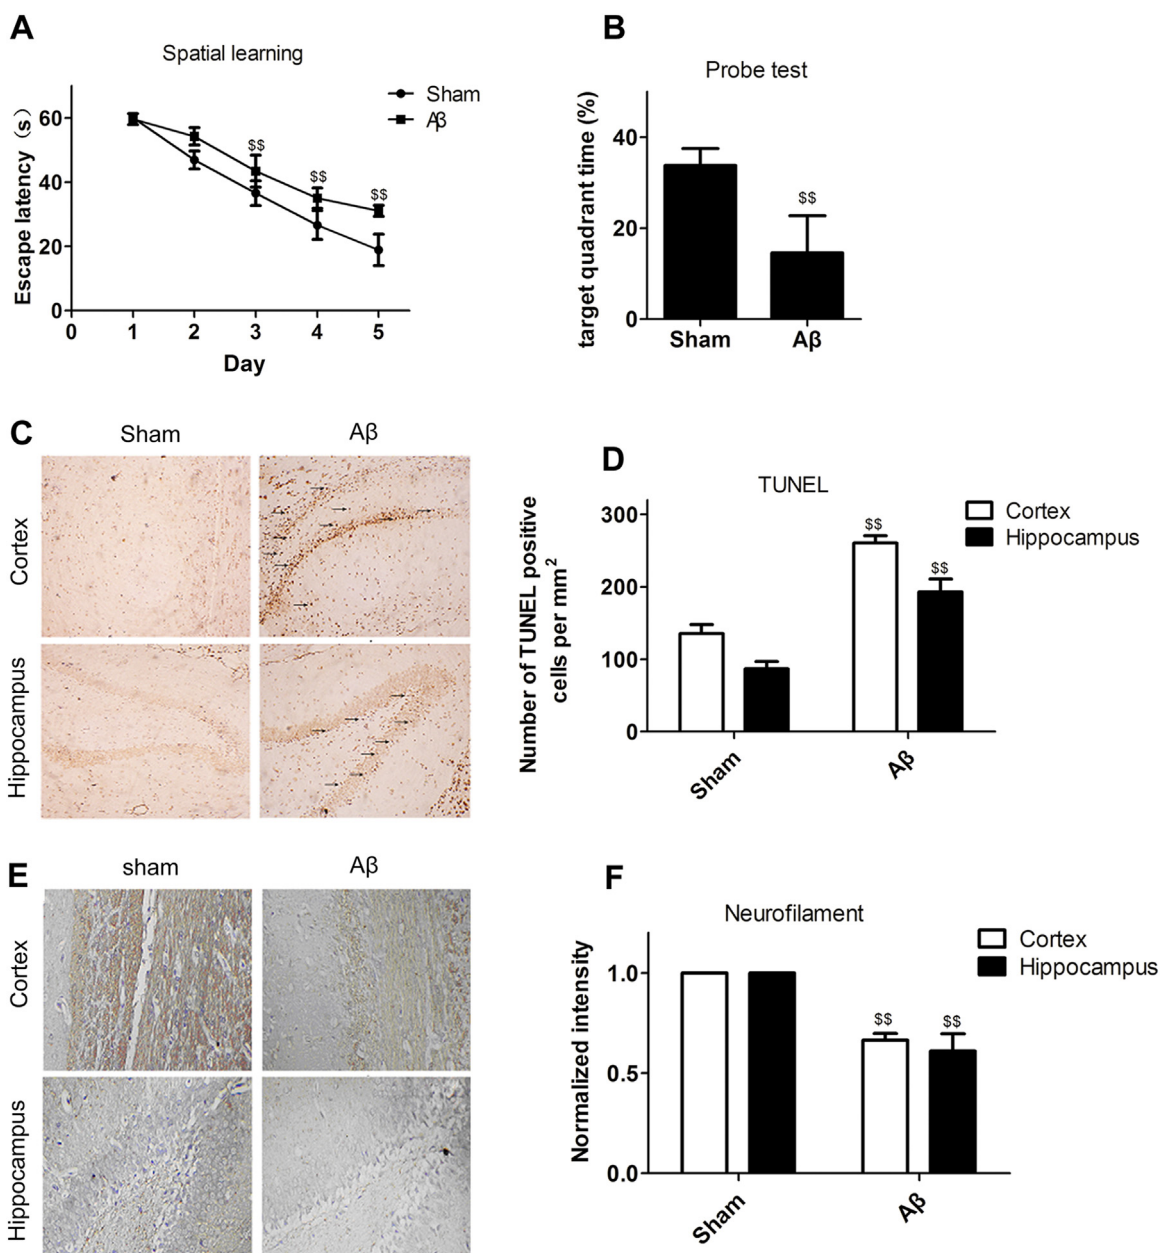 A
Spatial learning
Escape latency (s)
60
40
20
0
0 1 2 3 4 5
Day
Sham
Aβ
$$
$$
$$
B
Probe test
target quadrant time (%)
40
20
0
Sham Aβ
$$
C
Sham Aβ
Cortex
Hippocampus
D
TUNEL
Number of TUNEL positive
cells per mm2
300
200
100
0
Sham Aβ
$$
$$
Cortex
Hippocampus
E
sham Aβ
Cortex
Hippocampus
F
Neurofilament
Normalized intensity
1.0
0.5
0.0
Sham Aβ
$$ $$
Cortex
Hippocampus